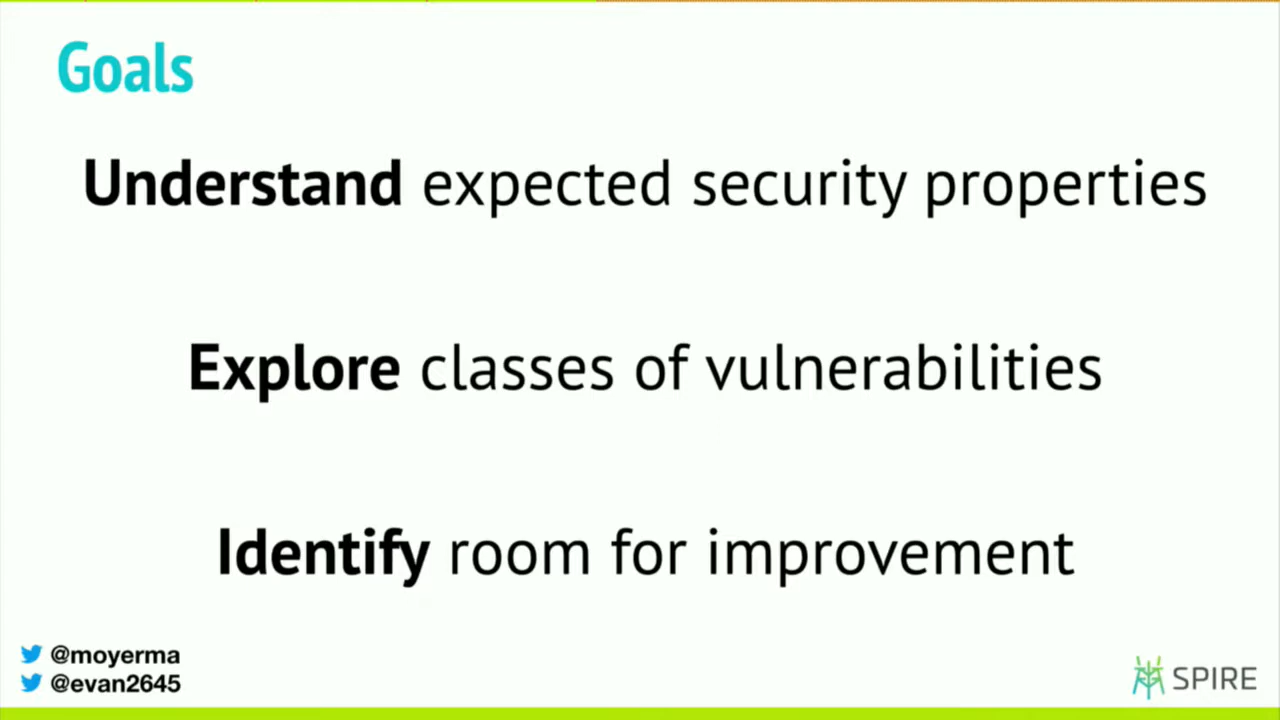 Goals
Understand expected security properties
Explore classes of vulnerabilities
Identify room for improvement
@moyerma
@evan2645
SPIRE